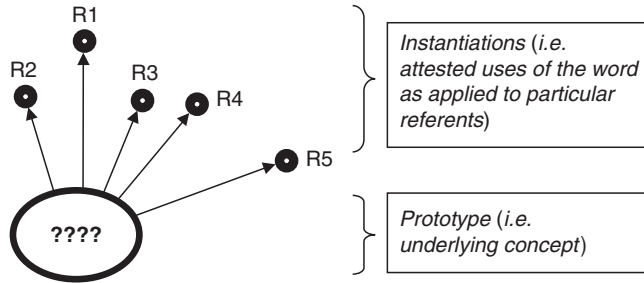 R1
R2
R3
R4
R5
????
Instantiations (i.e.
attested uses of the word
as applied to particular
referents)
Prototype (i.e.
underlying concept)